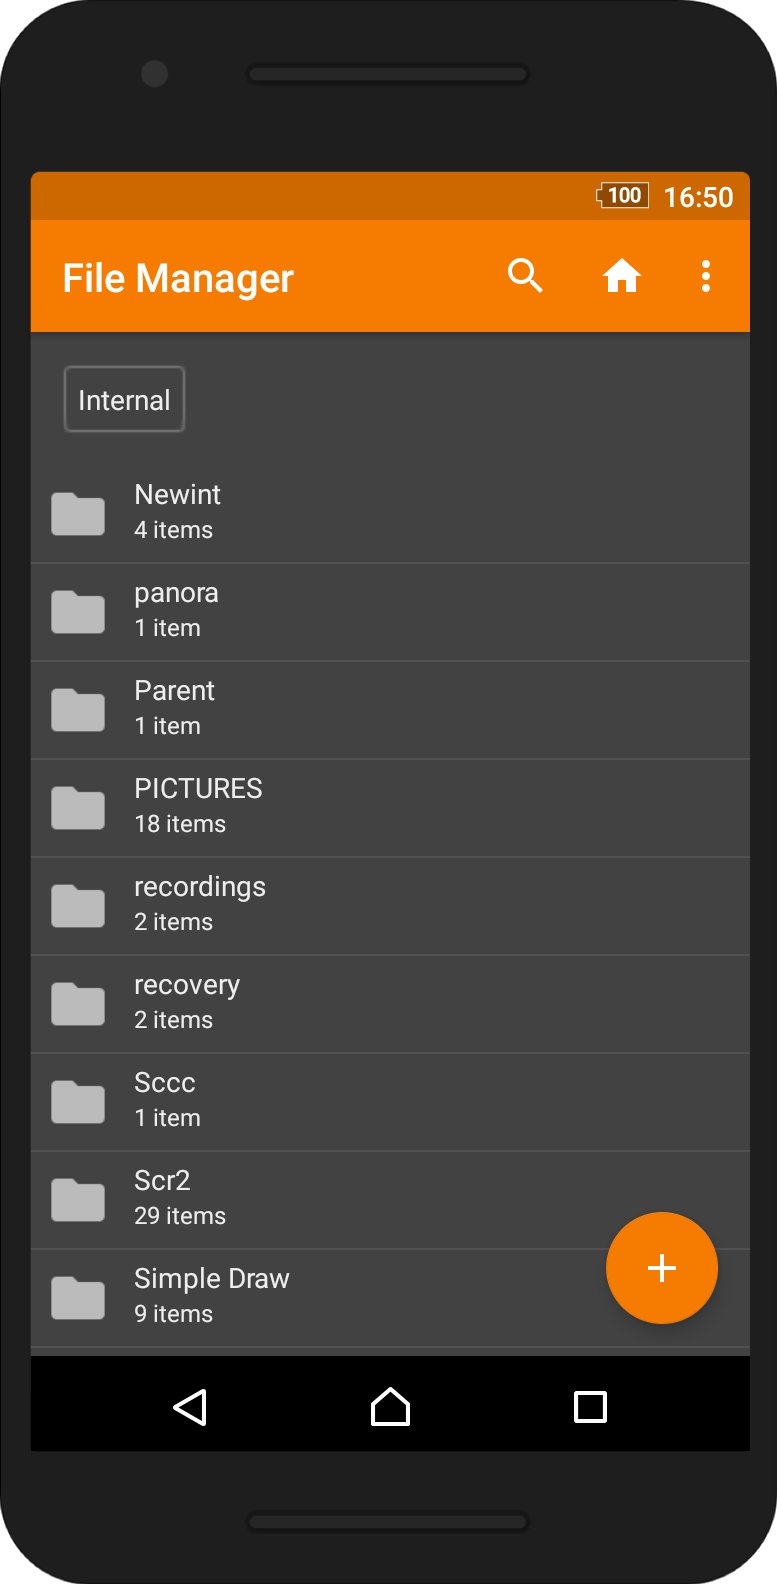 100 16:50
File Manager
Internal
Newint
4 items
panora
1 item
Parent
1 item
PICTURES
18 items
recordings
2 items
recovery
2 items
Sccc
1 item
Scr2
29 items
Simple Draw
9 items